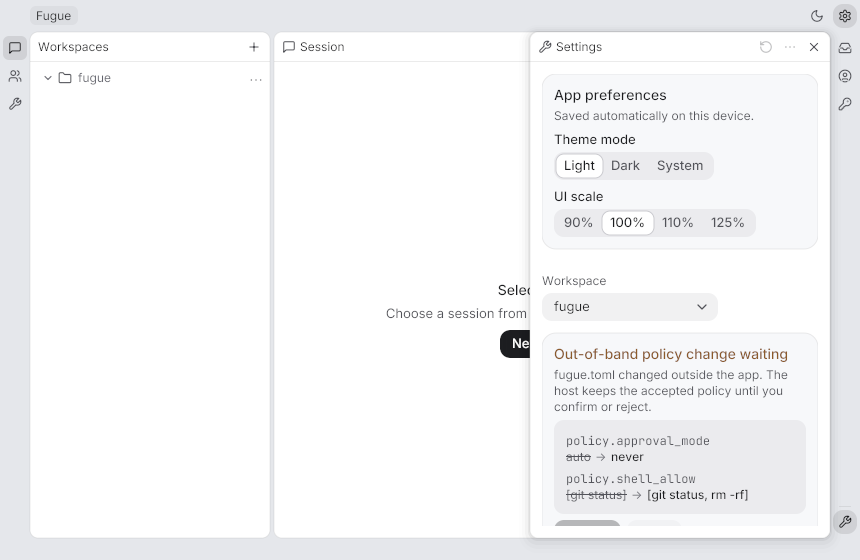 Fugue
Workspaces
fugue
Session
Choose a session from
Settings
App preferences
Saved automatically on this device.
Theme mode
Light Dark System
UI scale
90% 100% 110% 125%
Workspace
fugue
Out-of-band policy change waiting
fugue.toml changed outside the app. The
host keeps the accepted policy until you
confirm or reject.
policy.approval_mode
auto → never
policy.shell_allow
[git status] → [git status, rm -rf]